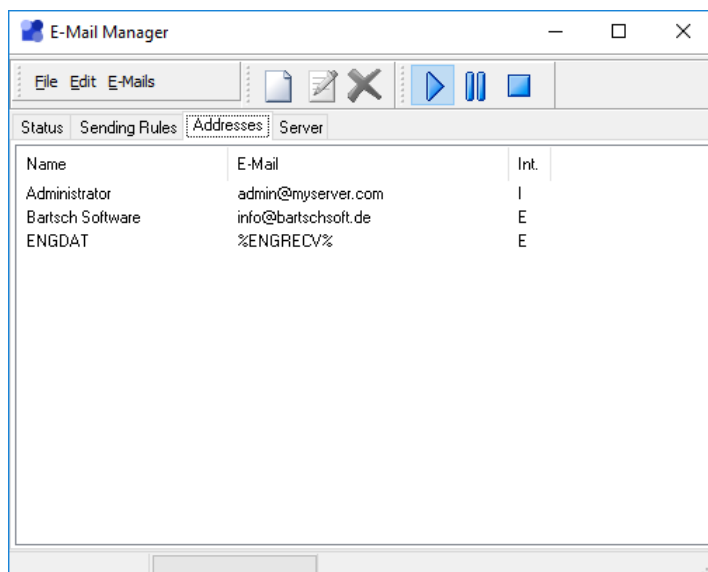 E-Mail Manager
File Edit E-Mails
Status Sending Rules Addresses Server
Name E-Mail Int.
Administrator admin@myserver.com I
Bartsch Software info@bartschsoft.de E
ENGDAT %ENGRECV% E